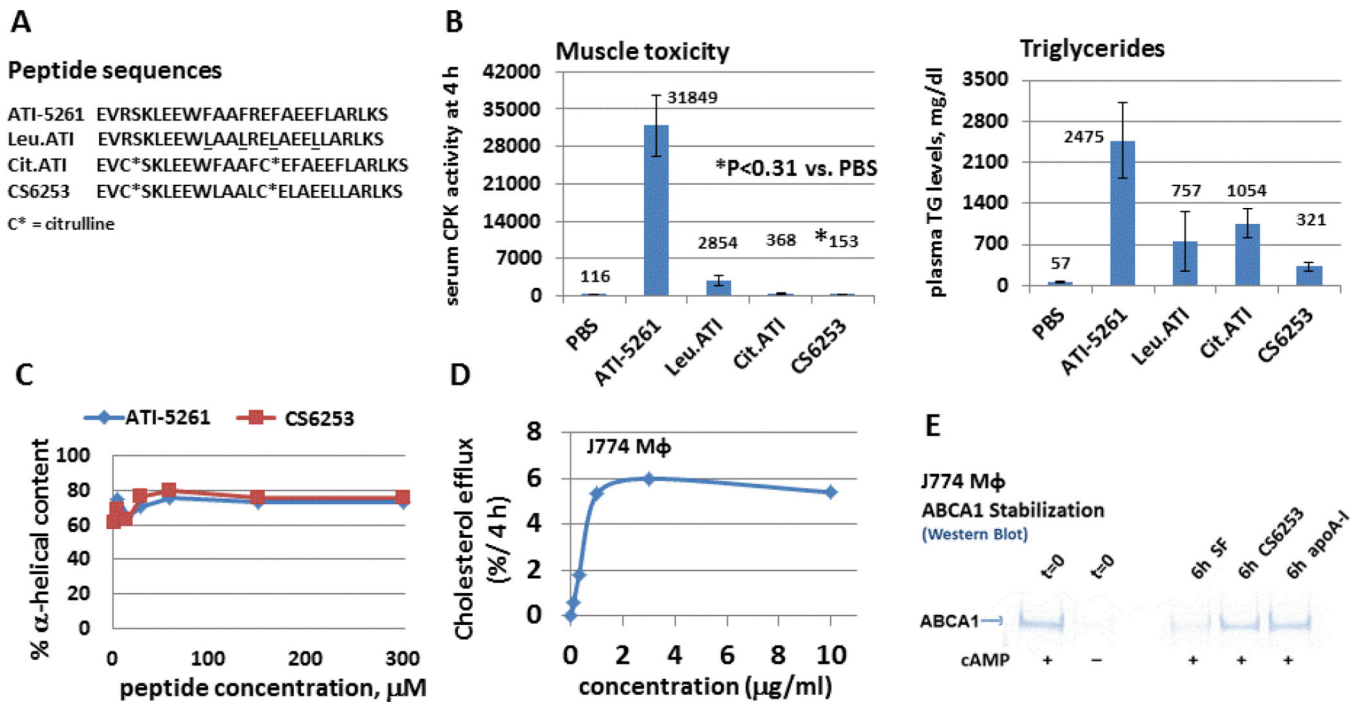 A
Peptide sequences
ATI-5261 EVRSKLEEWFAAFREFAEEFLARLKS
Leu.ATI EVRSKLEEWLAALRELAEELLARLKS
Cit.ATI EVC*SKLEEWFAAFC*EFAEEFLARLKS
CS6253 EVC*SKLEEWLAALC*ELAEELLARLKS
C* = citrulline
B
Muscle toxicity
serum CPK activity at 4 h
42000
35000
28000
21000
14000
7000
0
116
31849
2854
368
*153
*P<0.31 vs. PBS
PBS
ATI-5261
Leu.ATI
Cit.ATI
CS6253
Triglycerides
plasma TG levels, mg/dl
3500
2800
2100
1400
700
0
57
2475
757
1054
321
PBS
ATI-5261
Leu.ATI
Cit.ATI
CS6253
C
ATI-5261
CS6253
% α-helical content
100
80
60
40
20
0
0
100
200
300
peptide concentration, μM
D
J774 Mϕ
Cholesterol efflux
(%/ 4 h)
8
6
4
2
0
0
2
4
6
8
10
concentration (μg/ml)
E
J774 Mϕ
ABCA1 Stabilization
(Western Blot)
t=0
t=0
6h SF
6h CS6253
6h apoA-I
ABCA1
cAMP + – + + +